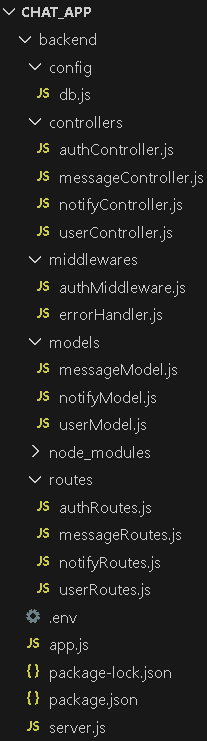 CHAT_APP
backend
config
JS db.js
controllers
JS authController.js
JS messageController.js
JS notifyController.js
JS userController.js
middlewares
JS authMiddleware.js
JS errorHandler.js
models
JS messageModel.js
JS notifyModel.js
JS userModel.js
node_modules
routes
JS authRoutes.js
JS messageRoutes.js
JS notifyRoutes.js
JS userRoutes.js
.env
JS app.js
{} package-lock.json
{} package.json
JS server.js